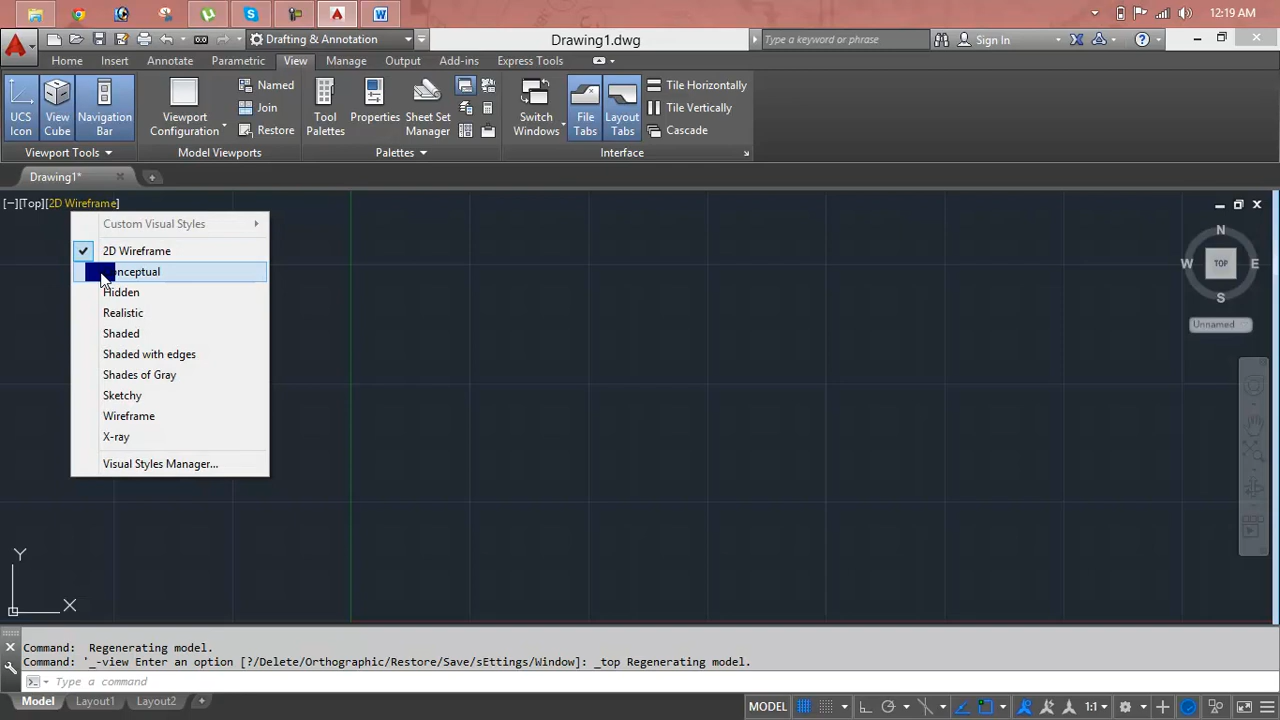 12:19 AM
Drafting & Annotation
Drawing1.dwg
Type a keyword or phrase
Sign In
Home Insert Annotate Parametric View Manage Output Add-ins Express Tools
UCS Icon
View Cube
Navigation Bar
Viewport Configuration
Named
Join
Restore
Tool Palettes
Properties
Sheet Set Manager
Switch Windows
File Tabs
Layout Tabs
Tile Horizontally
Tile Vertically
Cascade
Viewport Tools
Model Viewports
Palettes
Interface
Drawing1*
[−][Top][2D Wireframe]
Custom Visual Styles
2D Wireframe
nceptual
Hidden
Realistic
Shaded
Shaded with edges
Shades of Gray
Sketchy
Wireframe
X-ray
Visual Styles Manager...
N
W TOP E
S
Unnamed
Y
X
Command: Regenerating model.
Command: '_-view Enter an option [?/Delete/Orthographic/Restore/Save/sEttings/Window]: _top Regenerating model.
Type a command
Model Layout1 Layout2 +
MODEL
1:1